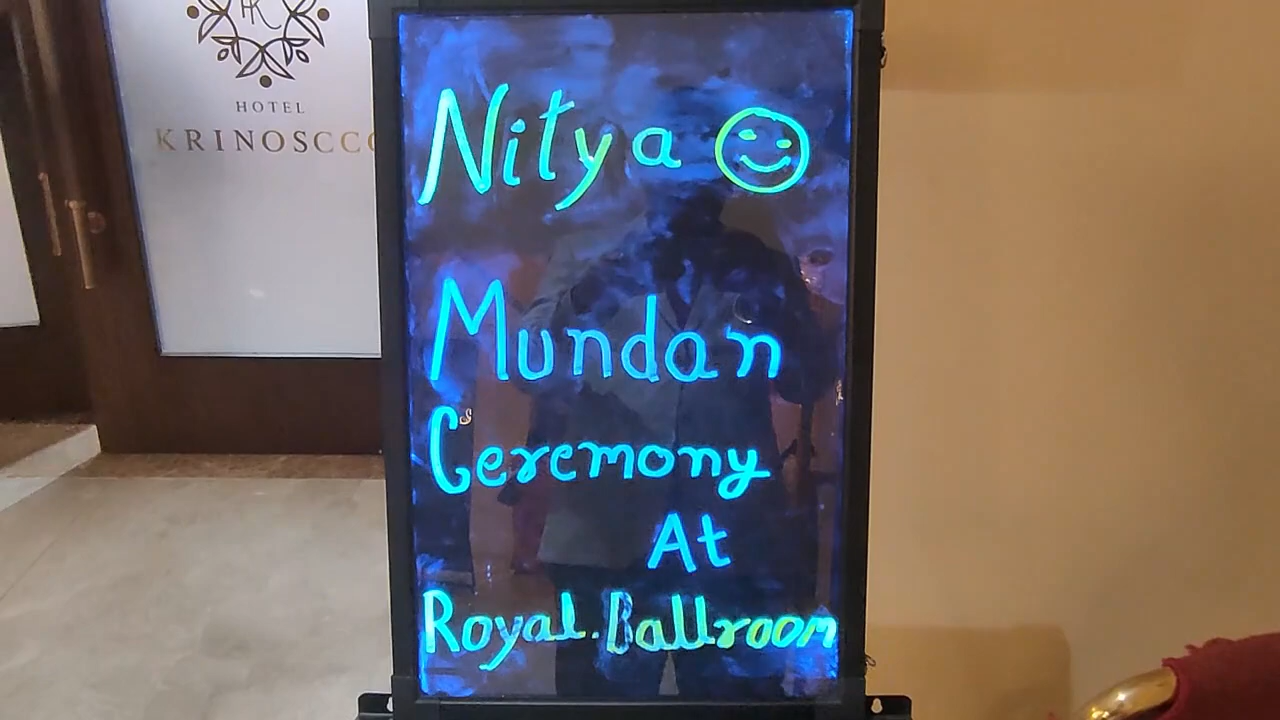 HOTEL
KRINOSCCO
Nitya
Mundan
Ceremony
At
Royal.Ballroom